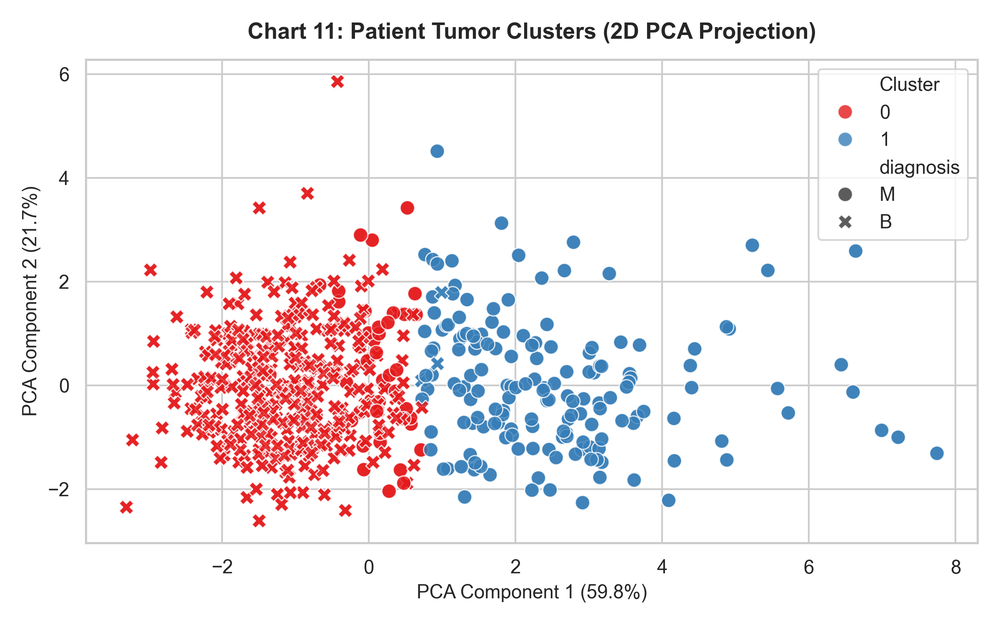 Chart 11: Patient Tumor Clusters (2D PCA Projection)
PCA Component 2 (21.7%)
6
4
2
0
−2
Cluster
0
1
diagnosis
M
B
−2
0
2
4
6
8
PCA Component 1 (59.8%)